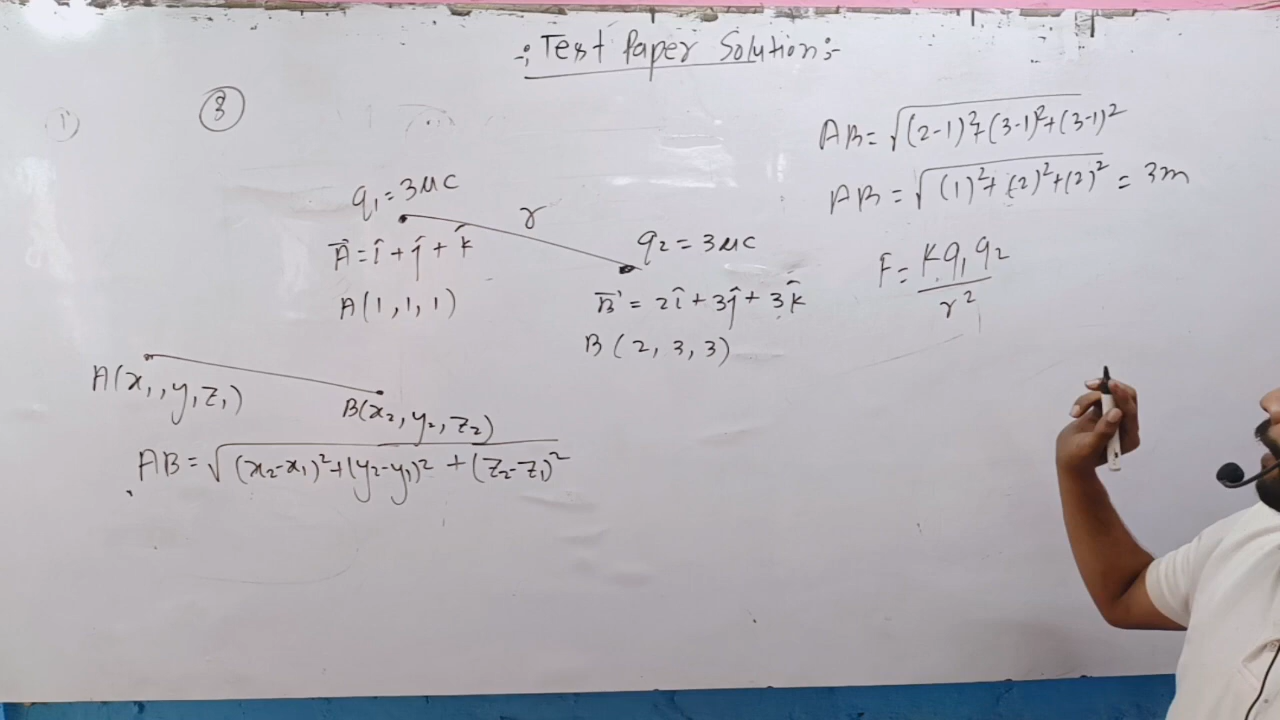 -:Test Paper Solution:-
①
③
q₁ = 3μC
r
A⃗ = î + ĵ + k̂
A(1, 1, 1)
q₂ = 3μC
B⃗ = 2î + 3ĵ + 3k̂
B(2, 3, 3)
A(x₁, y₁, z₁)
B(x₂, y₂, z₂)
AB = √((x₂-x₁)² + (y₂-y₁)² + (z₂-z₁)²)
AB = √((2-1)² + (3-1)² + (3-1)²)
AB = √((1)² + (2)² + (2)²) = 3m
F = Kq₁q₂/r²